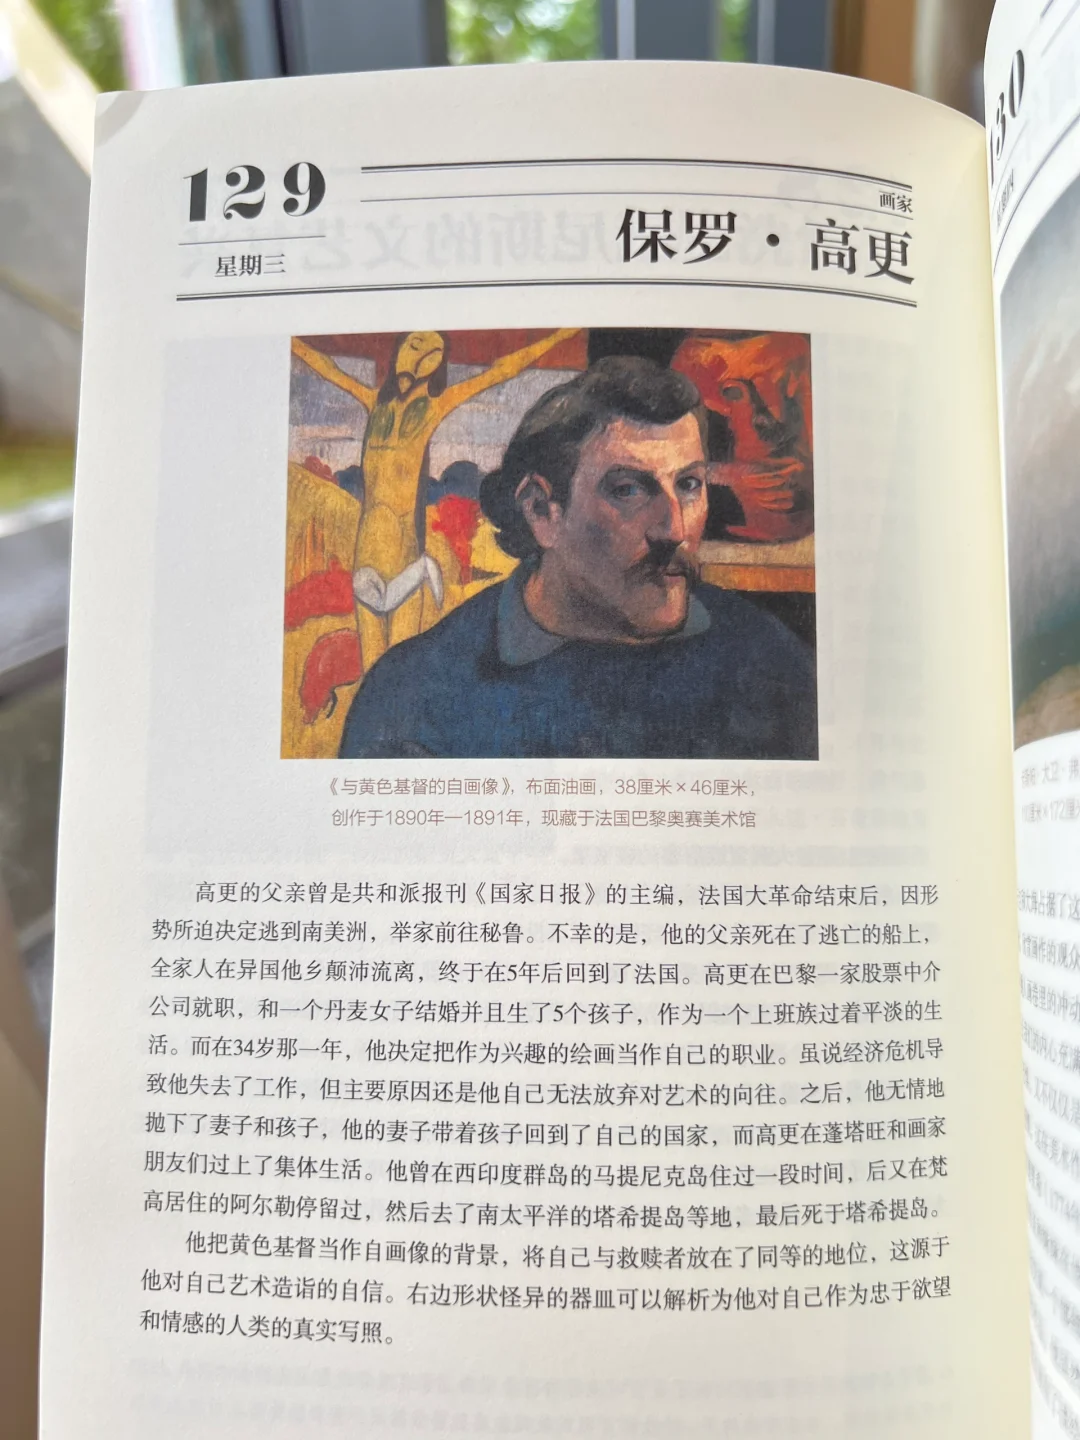 129
星期三
画家
保罗·高更
《与黄色基督的自画像》，布面油画，38厘米×46厘米，
创作于1890年—1891年，现藏于法国巴黎奥赛美术馆
高更的父亲曾是共和派报刊《国家日报》的主编，法国大革命结束后，因形
势所迫决定逃到南美洲，举家前往秘鲁。不幸的是，他的父亲死在了逃亡的船上，
全家人在异国他乡颠沛流离，终于在5年后回到了法国。高更在巴黎一家股票中介
公司就职，和一个丹麦女子结婚并且生了5个孩子，作为一个上班族过着平淡的生
活。而在34岁那一年，他决定把作为兴趣的绘画当作自己的职业。虽说经济危机导
致他失去了工作，但主要原因还是他自己无法放弃对艺术的向往。之后，他无情地
抛下了妻子和孩子，他的妻子带着孩子回到了自己的国家，而高更在蓬塔旺和画家
朋友们过上了集体生活。他曾在西印度群岛的马提尼克岛住过一段时间，后又在梵
高居住的阿尔勒停留过，然后去了南太平洋的塔希提岛等地，最后死于塔希提岛。
他把黄色基督当作自画像的背景，将自己与救赎者放在了同等的地位，这源于
他对自己艺术造诣的自信。右边形状怪异的器皿可以解析为他对自己作为忠于欲望
和情感的人类的真实写照。
130